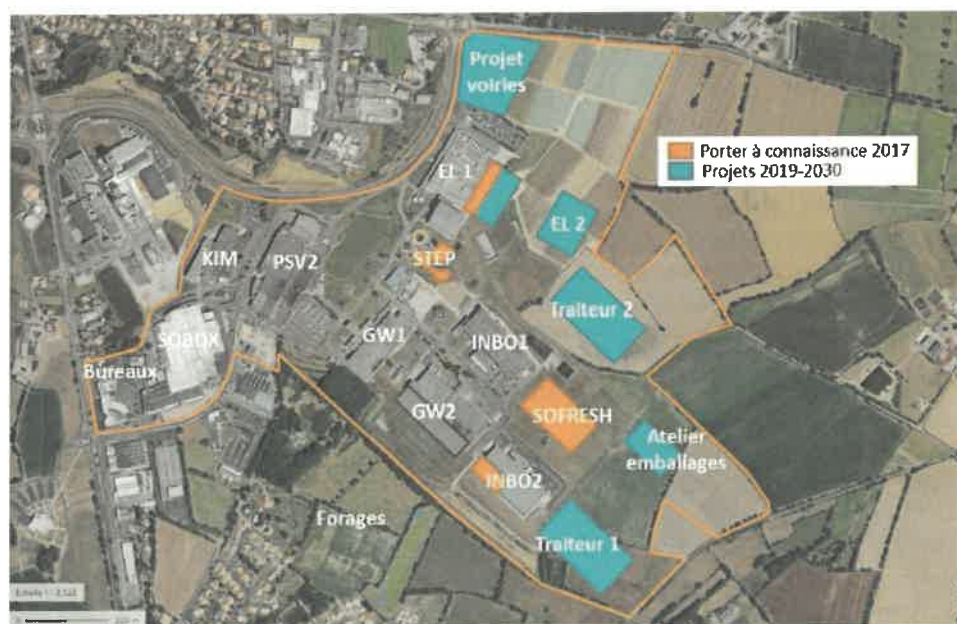 Projet
voiries
Porter à connaissance 2017
Projets 2019-2030
EL 1
EL 2
KIM
PSV2
STEP
Traiteur 2
SOBOX
GW1
INBO1
Bureaux
GW2
SOFRESH
Atelier
emballages
INBO2
Forages
Traiteur 1